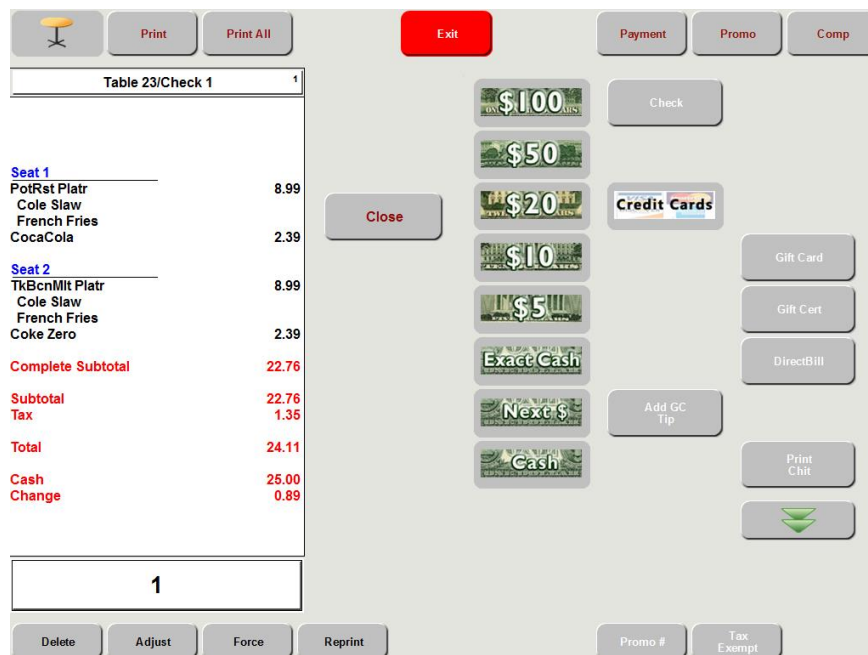 Print
Print All
Exit
Payment
Promo
Comp
Table 23/Check 1 1
Seat 1
PotRst Platr 8.99
Cole Slaw
French Fries
CocaCola 2.39
Seat 2
TkBcnMlt Platr 8.99
Cole Slaw
French Fries
Coke Zero 2.39
Complete Subtotal 22.76
Subtotal 22.76
Tax 1.35
Total 24.11
Cash 25.00
Change 0.89
1
Close
$100
$50
$20
$10
$5
Exact Cash
Next $
Cash
Check
Credit Cards
Add GC
Tip
Gift Card
Gift Cert
DirectBill
Print
Chit
Delete
Adjust
Force
Reprint
Promo #
Tax
Exempt